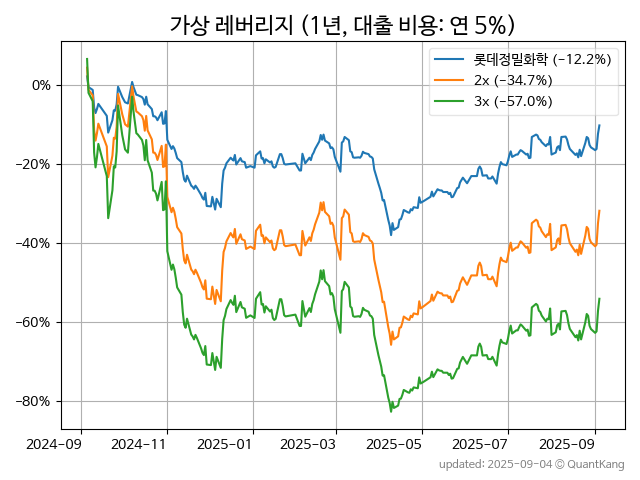 가상 레버리지 (1년, 대출 비용: 연 5%)
롯데정밀화학 (−12.2%)
2x (−34.7%)
3x (−57.0%)
0%
−20%
−40%
−60%
−80%
2024−09 2024−11 2025−01 2025−03 2025−05 2025−07 2025−09
updated: 2025-09-04 © QuantKang